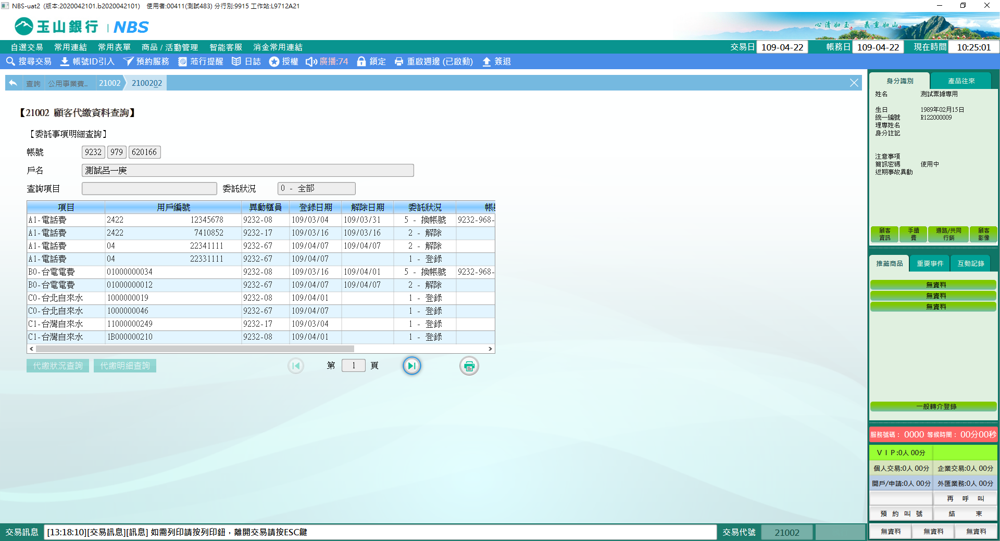 NBS-uat2 (版本:2020042101.b2020042101) 使用者:00411(測試483) 分行別:9915 工作站:L9712A21
玉山銀行 | NBS
心清如玉。義重如山。
自選交易 常用連結 常用表單 商品 / 活動管理 智能客服 消金常用連結 交易日 109-04-22 帳務日 109-04-22 現在時間 10:25:01
搜尋交易 帳號ID引入 預約服務 蒞行提醒 日誌 授權 廣播:74 鎖定 重啟週邊 (已啟動) 簽退
查詢 公用事業費.. 21002 2100202
【21002 顧客代繳資料查詢】
【委託事項明細查詢】
帳號 9232 979 620166
戶名 測試呂一庚
查詢項目 委託狀況 0 - 全部
項目 用戶編號 異動櫃員 登錄日期 解除日期 委託狀況
A1-電話費 2422 12345678 9232-08 109/03/04 109/03/31 5 - 換帳號 9232-968-
A1-電話費 2422 7410852 9232-17 109/03/16 109/03/16 2 - 解除
A1-電話費 04 22341111 9232-67 109/04/07 109/04/07 2 - 解除
A1-電話費 04 22331111 9232-67 109/04/07 1 - 登錄
B0-台電電費 01000000034 9232-08 109/03/16 109/04/01 5 - 換帳號 9232-968-
B0-台電電費 01000000012 9232-67 109/04/07 109/04/07 2 - 解除
C0-台北自來水 1000000019 9232-08 109/04/01 1 - 登錄
C0-台北自來水 1000000046 9232-67 109/04/07 1 - 登錄
C1-台灣自來水 11000000249 9232-17 109/03/04 1 - 登錄
C1-台灣自來水 1B000000210 9232-08 109/04/01 1 - 登錄
代繳狀況查詢 代繳明細查詢 第 1 頁
身分識別 產品往來
姓名 測試票據專用
生日 1989年02月15日
統一編號 R122000009
理專姓名
身分註記
注意事項
簡訊密碼 使用中
近期事故異動
顧客資訊 手續費 通路/共同行銷 顧客影像
推薦商品 重要事件 互動記錄
無資料
無資料
無資料
一般轉介登錄
服務號碼： 0000 等候時間： 00分00秒
ＶＩＰ:0人 00分
個人交易:0人 00分 企業交易:0人 00分
開戶/申請:0人 00分 外匯業務:0人 00分
再 呼 叫
預 約 叫 號 結 束
無資料 無資料 無資料
交易訊息 [13:18:10][交易訊息][訊息] 如需列印請按列印鈕，離開交易請按ESC鍵 交易代號 21002